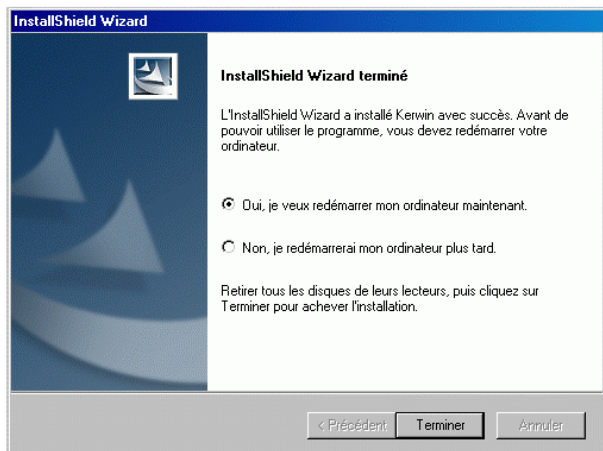 InstallShield Wizard
InstallShield Wizard terminé
L'InstallShield Wizard a installé Kerwin avec succès. Avant de
pouvoir utiliser le programme, vous devez redémarrer votre
ordinateur.
Oui, je veux redémarrer mon ordinateur maintenant.
Non, je redémarrerai mon ordinateur plus tard.
Retirer tous les disques de leurs lecteurs, puis cliquez sur
Terminer pour achever l'installation.
< Précédent
Terminer
Annuler